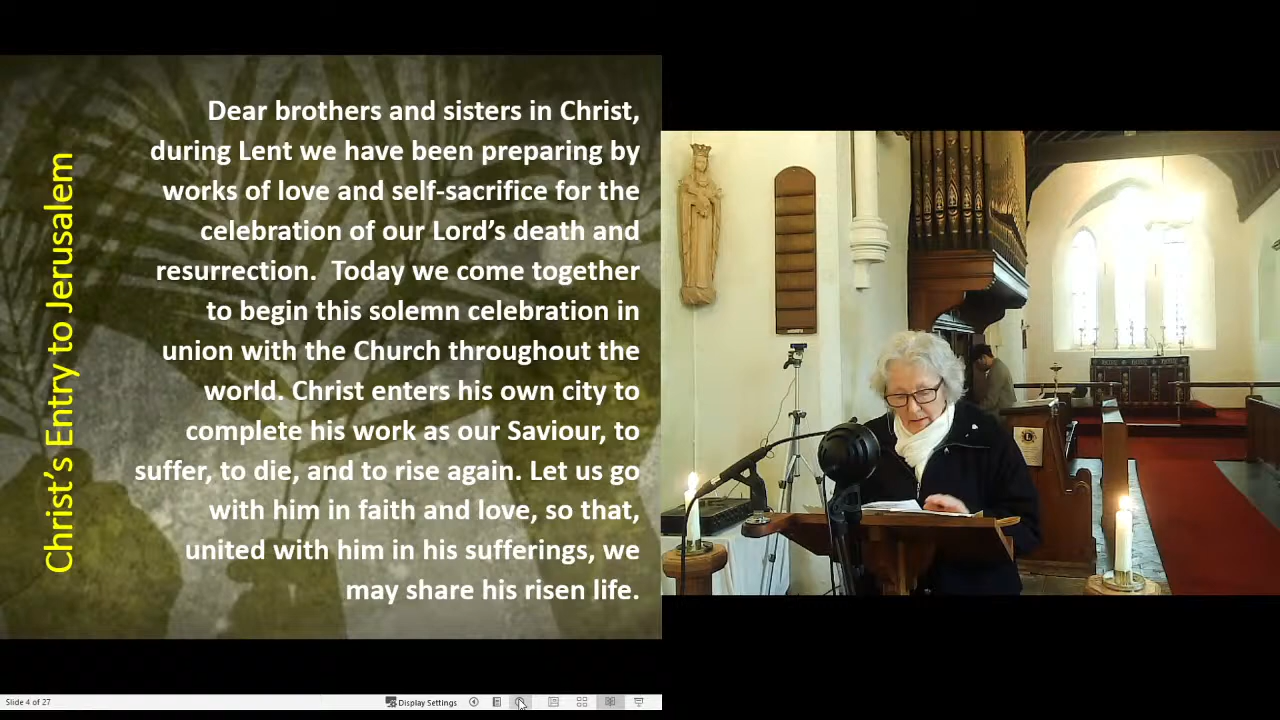 Christ's Entry to Jerusalem
Dear brothers and sisters in Christ,
during Lent we have been preparing by
works of love and self-sacrifice for the
celebration of our Lord’s death and
resurrection.  Today we come together
to begin this solemn celebration in
union with the Church throughout the
world. Christ enters his own city to
complete his work as our Saviour, to
suffer, to die, and to rise again. Let us go
with him in faith and love, so that,
united with him in his sufferings, we
may share his risen life.
Slide 4 of 27
Display Settings